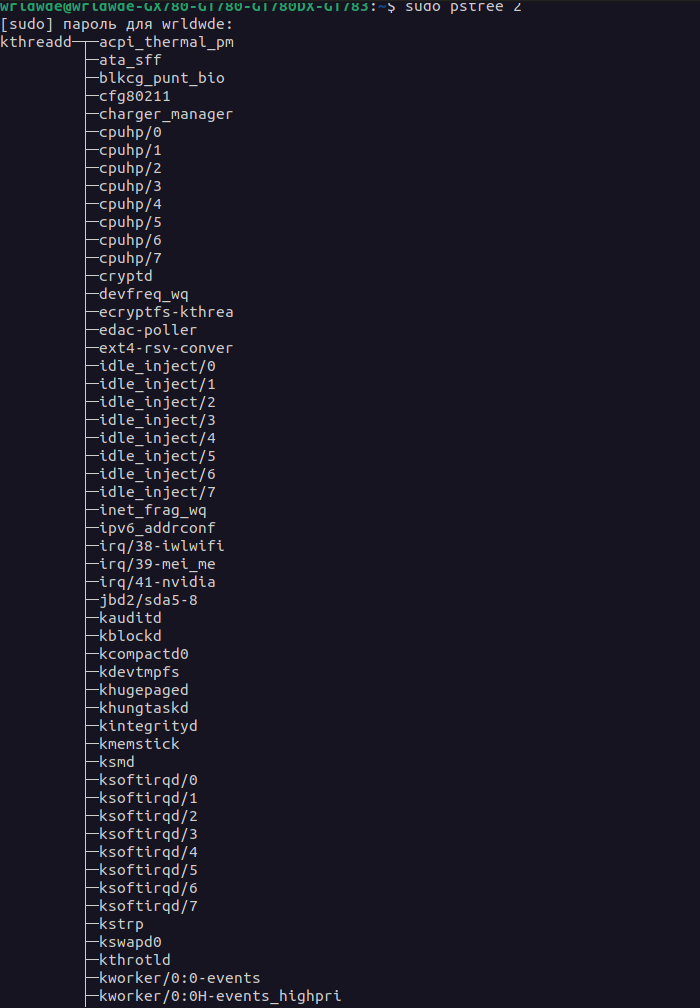 wrldwde@wrldwde-GX780-GT780-GT780DX-GT783:~$ sudo pstree 2
[sudo] пароль для wrldwde:
kthreadd─┬─acpi_thermal_pm
├─ata_sff
├─blkcg_punt_bio
├─cfg80211
├─charger_manager
├─cpuhp/0
├─cpuhp/1
├─cpuhp/2
├─cpuhp/3
├─cpuhp/4
├─cpuhp/5
├─cpuhp/6
├─cpuhp/7
├─cryptd
├─devfreq_wq
├─ecryptfs-kthrea
├─edac-poller
├─ext4-rsv-conver
├─idle_inject/0
├─idle_inject/1
├─idle_inject/2
├─idle_inject/3
├─idle_inject/4
├─idle_inject/5
├─idle_inject/6
├─idle_inject/7
├─inet_frag_wq
├─ipv6_addrconf
├─irq/38-iwlwifi
├─irq/39-mei_me
├─irq/41-nvidia
├─jbd2/sda5-8
├─kauditd
├─kblockd
├─kcompactd0
├─kdevtmpfs
├─khugepaged
├─khungtaskd
├─kintegrityd
├─kmemstick
├─ksmd
├─ksoftirqd/0
├─ksoftirqd/1
├─ksoftirqd/2
├─ksoftirqd/3
├─ksoftirqd/4
├─ksoftirqd/5
├─ksoftirqd/6
├─ksoftirqd/7
├─kstrp
├─kswapd0
├─kthrotld
├─kworker/0:0-events
├─kworker/0:0H-events_highpri